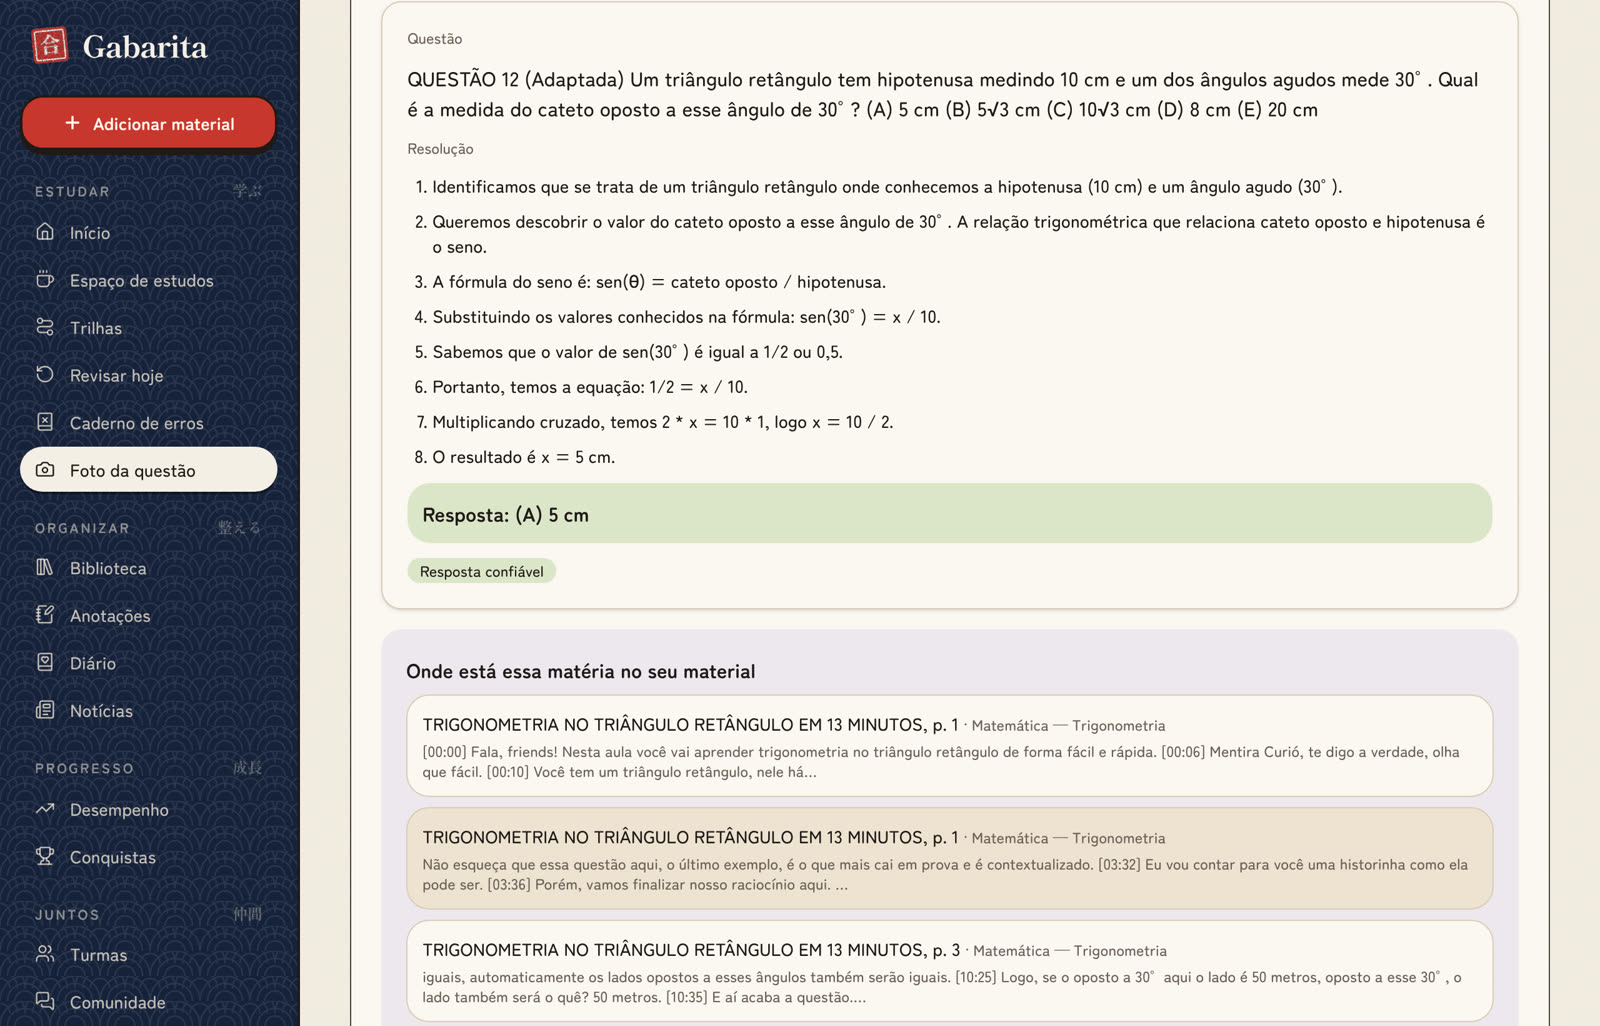 合 Gabarita
+ Adicionar material
ESTUDAR 学ぶ
Início
Espaço de estudos
Trilhas
Revisar hoje
Caderno de erros
Foto da questão
ORGANIZAR 整える
Biblioteca
Anotações
Diário
Notícias
PROGRESSO 成長
Desempenho
Conquistas
JUNTOS 仲間
Turmas
Comunidade
Questão
QUESTÃO 12 (Adaptada) Um triângulo retângulo tem hipotenusa medindo 10 cm e um dos ângulos agudos mede 30° . Qual
é a medida do cateto oposto a esse ângulo de 30° ? (A) 5 cm (B) 5√3 cm (C) 10√3 cm (D) 8 cm (E) 20 cm
Resolução
1. Identificamos que se trata de um triângulo retângulo onde conhecemos a hipotenusa (10 cm) e um ângulo agudo (30° ).
2. Queremos descobrir o valor do cateto oposto a esse ângulo de 30° . A relação trigonométrica que relaciona cateto oposto e hipotenusa é
o seno.
3. A fórmula do seno é: sen(θ) = cateto oposto / hipotenusa.
4. Substituindo os valores conhecidos na fórmula: sen(30° ) = x / 10.
5. Sabemos que o valor de sen(30° ) é igual a 1/2 ou 0,5.
6. Portanto, temos a equação: 1/2 = x / 10.
7. Multiplicando cruzado, temos 2 * x = 10 * 1, logo x = 10 / 2.
8. O resultado é x = 5 cm.
Resposta: (A) 5 cm
Resposta confiável
Onde está essa matéria no seu material
TRIGONOMETRIA NO TRIÂNGULO RETÂNGULO EM 13 MINUTOS, p. 1 · Matemática — Trigonometria
[00:00] Fala, friends! Nesta aula você vai aprender trigonometria no triângulo retângulo de forma fácil e rápida. [00:06] Mentira Curió, te digo a verdade, olha
que fácil. [00:10] Você tem um triângulo retângulo, nele há...
TRIGONOMETRIA NO TRIÂNGULO RETÂNGULO EM 13 MINUTOS, p. 1 · Matemática — Trigonometria
Não esqueça que essa questão aqui, o último exemplo, é o que mais cai em prova e é contextualizado. [03:32] Eu vou contar para você uma historinha como ela
pode ser. [03:36] Porém, vamos finalizar nosso raciocínio aqui. ...
TRIGONOMETRIA NO TRIÂNGULO RETÂNGULO EM 13 MINUTOS, p. 3 · Matemática — Trigonometria
iguais, automaticamente os lados opostos a esses ângulos também serão iguais. [10:25] Logo, se o oposto a 30° aqui o lado é 50 metros, oposto a esse 30° , o
lado também será o quê? 50 metros. [10:35] E aí acaba a questão....